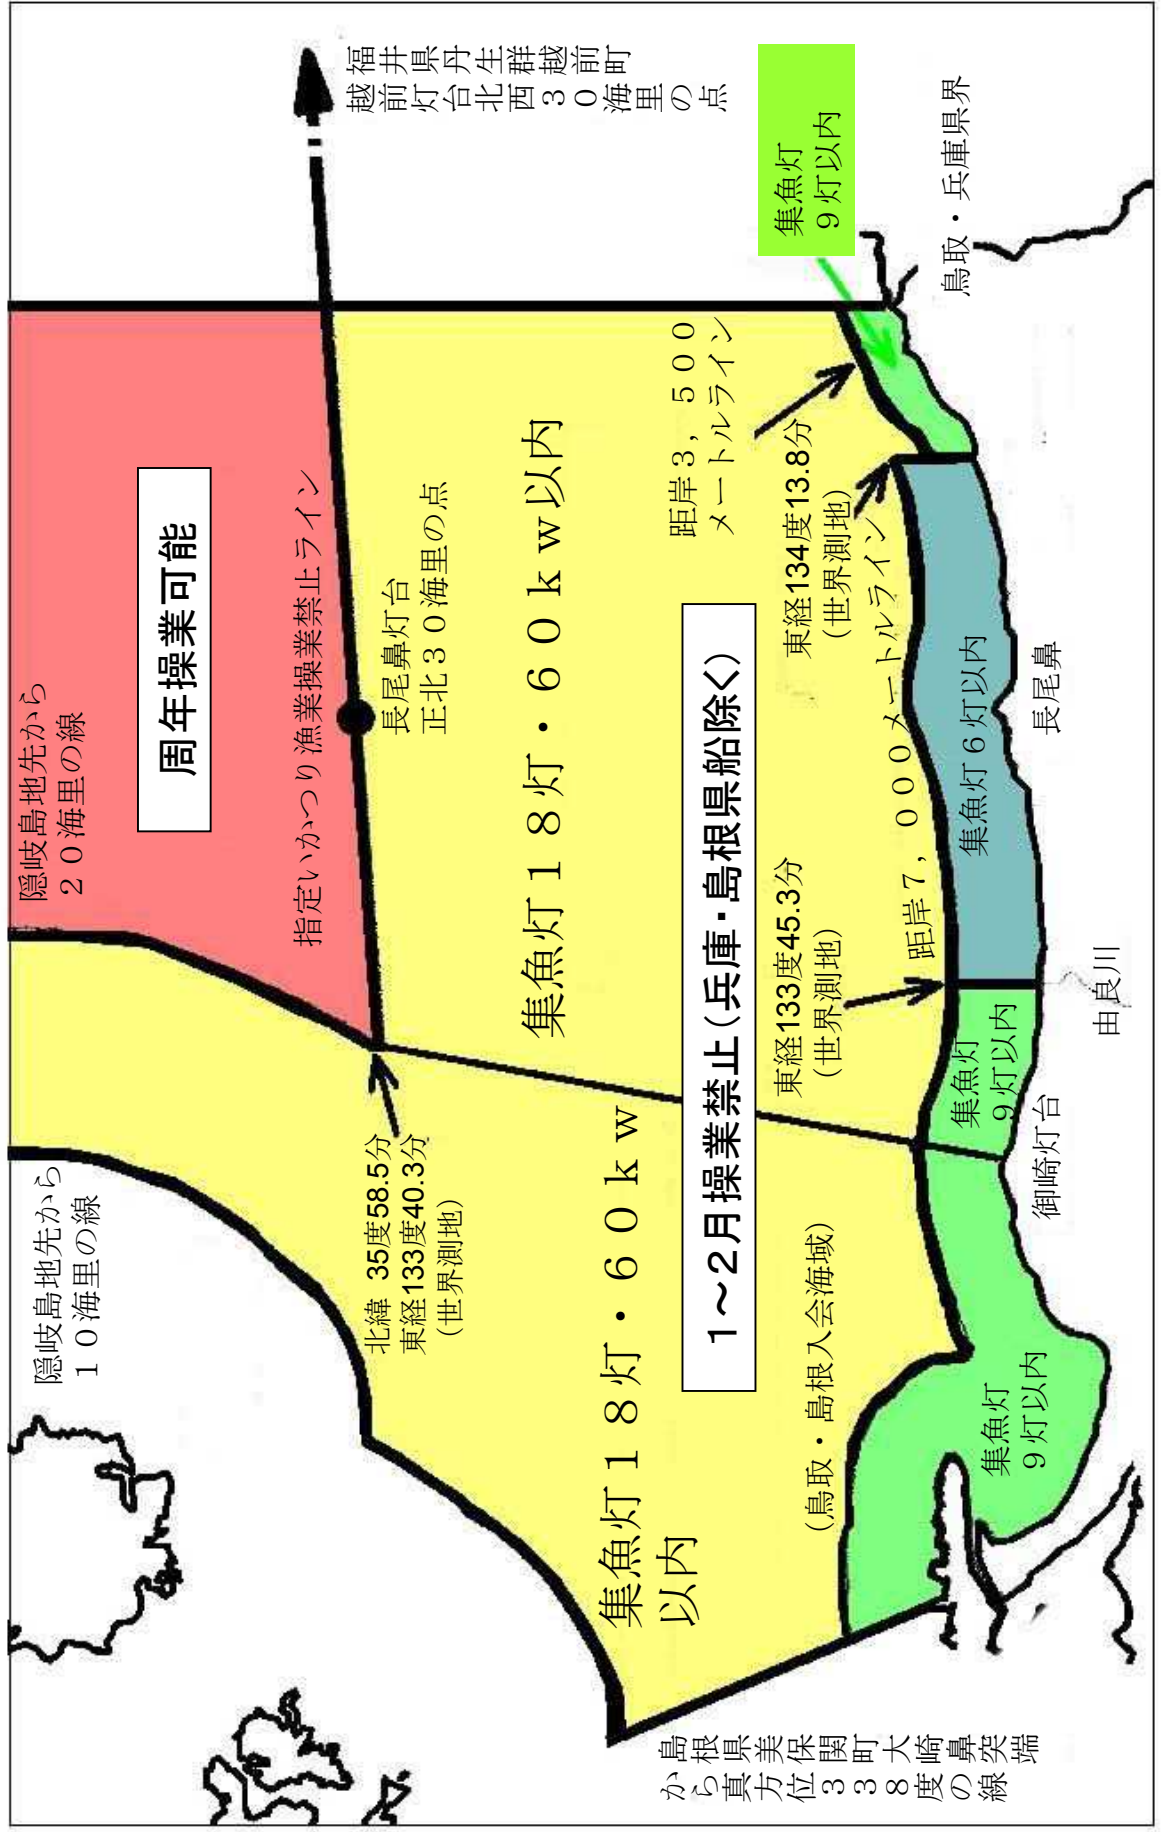 隠岐島地先から
２０海里の線
周年操業可能
指定いかつり漁業操業禁止ライン
長尾鼻灯台
正北３０海里の点
福井県丹生群越前町
越前灯台北西３０海里の点
隠岐島地先から
１０海里の線
北緯 35度58.5分
東経133度40.3分
（世界測地）
集魚灯１８灯・６０ｋｗ以内
集魚灯１８灯・６０ｋｗ
以内
1～2月操業禁止（兵庫・島根県船除く）
距岸３，５００
メートルライン
集魚灯
９灯以内
東経134度13.8分
（世界測地）
東経133度45.3分
（世界測地）
距岸７，０００メートルライン
（鳥取・島根入会海域）
集魚灯６灯以内
集魚灯
９灯以内
集魚灯
９灯以内
鳥取・兵庫県界
長尾鼻
由良川
御崎灯台
島根県美保関町大崎鼻突端
から真方位３３８度の線